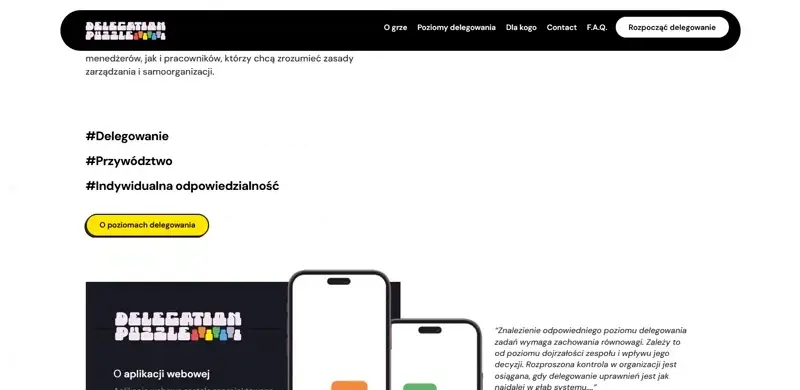 DELEGATION
PUZZLE
O grze Poziomy delegowania Dla kogo Contact F.A.Q. Rozpocząć delegowanie
menedżerów, jak i pracowników, którzy chcą zrozumieć zasady
zarządzania i samoorganizacji.
#Delegowanie
#Przywództwo
#Indywidualna odpowiedzialność
O poziomach delegowania
DELEGATION
PUZZLE
O aplikacji webowej
"Znalezienie odpowiedniego poziomu delegowania
zadań wymaga zachowania równowagi. Zależy to
od poziomu dojrzałości zespołu i wpływu jego
decyzji. Rozproszona kontrola w organizacji jest
osiągana, gdy delegowanie uprawnień jest jak
najdalej w głąb systemu...."